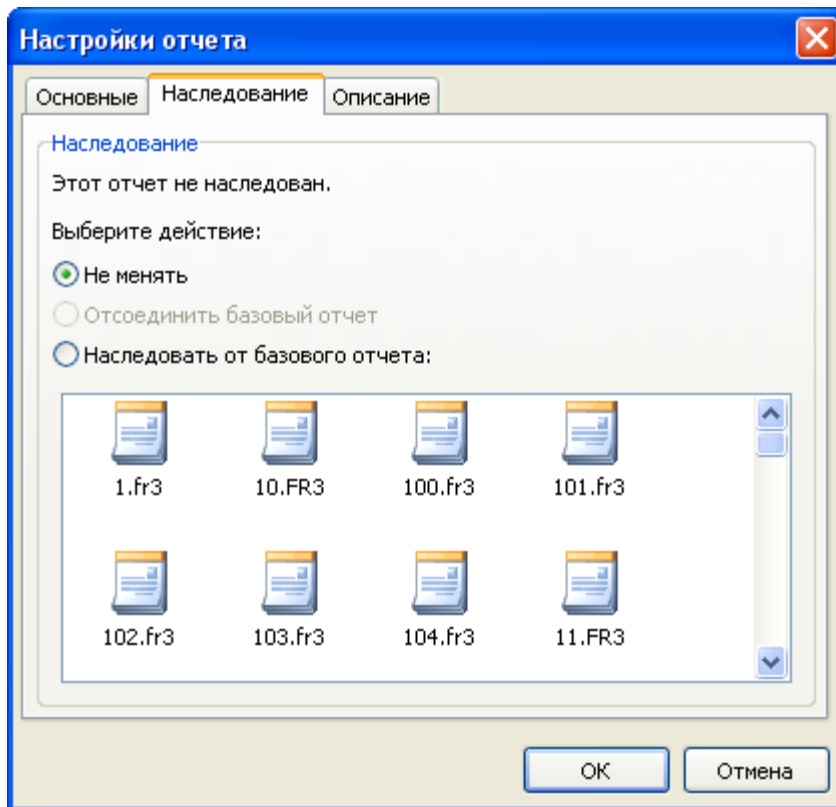 Настройки отчета
Основные Наследование Описание
Наследование
Этот отчет не наследован.
Выберите действие:
Не менять
Отсоединить базовый отчет
Наследовать от базового отчета:
1.fr3 10.FR3 100.fr3 101.fr3
102.fr3 103.fr3 104.fr3 11.FR3
ОК Отмена